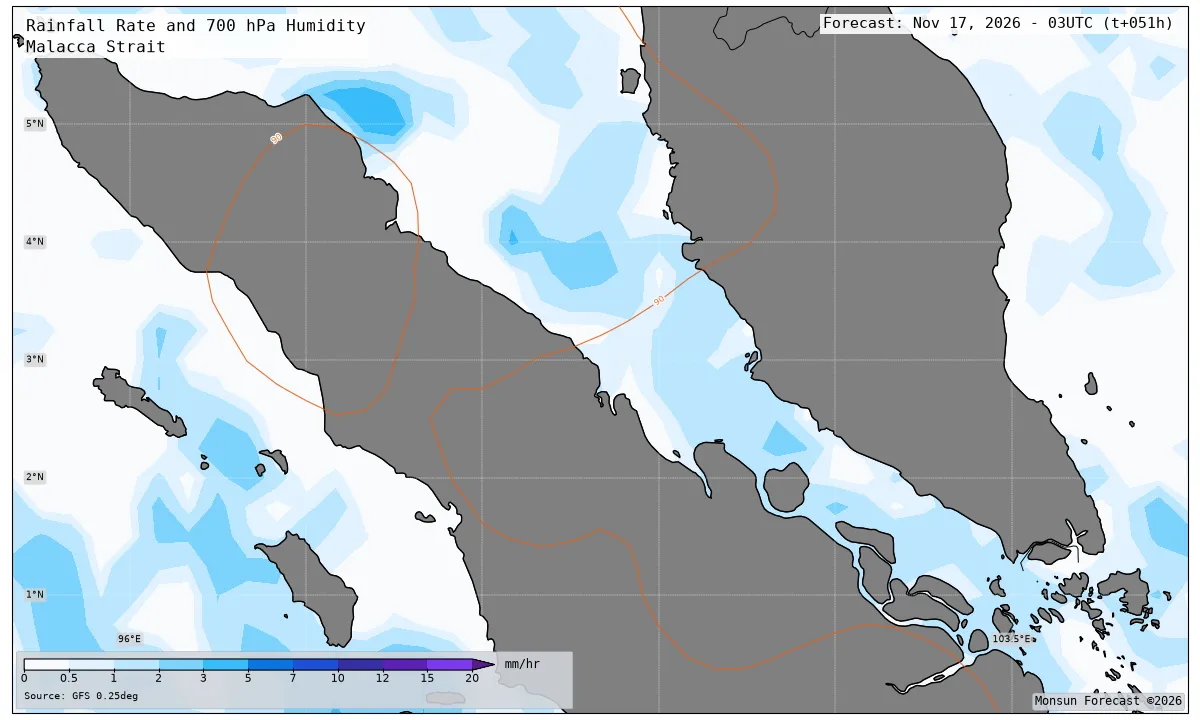 Rainfall Rate and 700 hPa Humidity
Malacca Strait
Forecast: Nov 17, 2026 - 03UTC (t+051h)
5°N
90
4°N
90
3°N
2°N
1°N
96°E
103.5°E
mm/hr
0 0.5 1 2 3 5 7 10 12 15 20
Source: GFS 0.25deg
Monsun Forecast ©2026